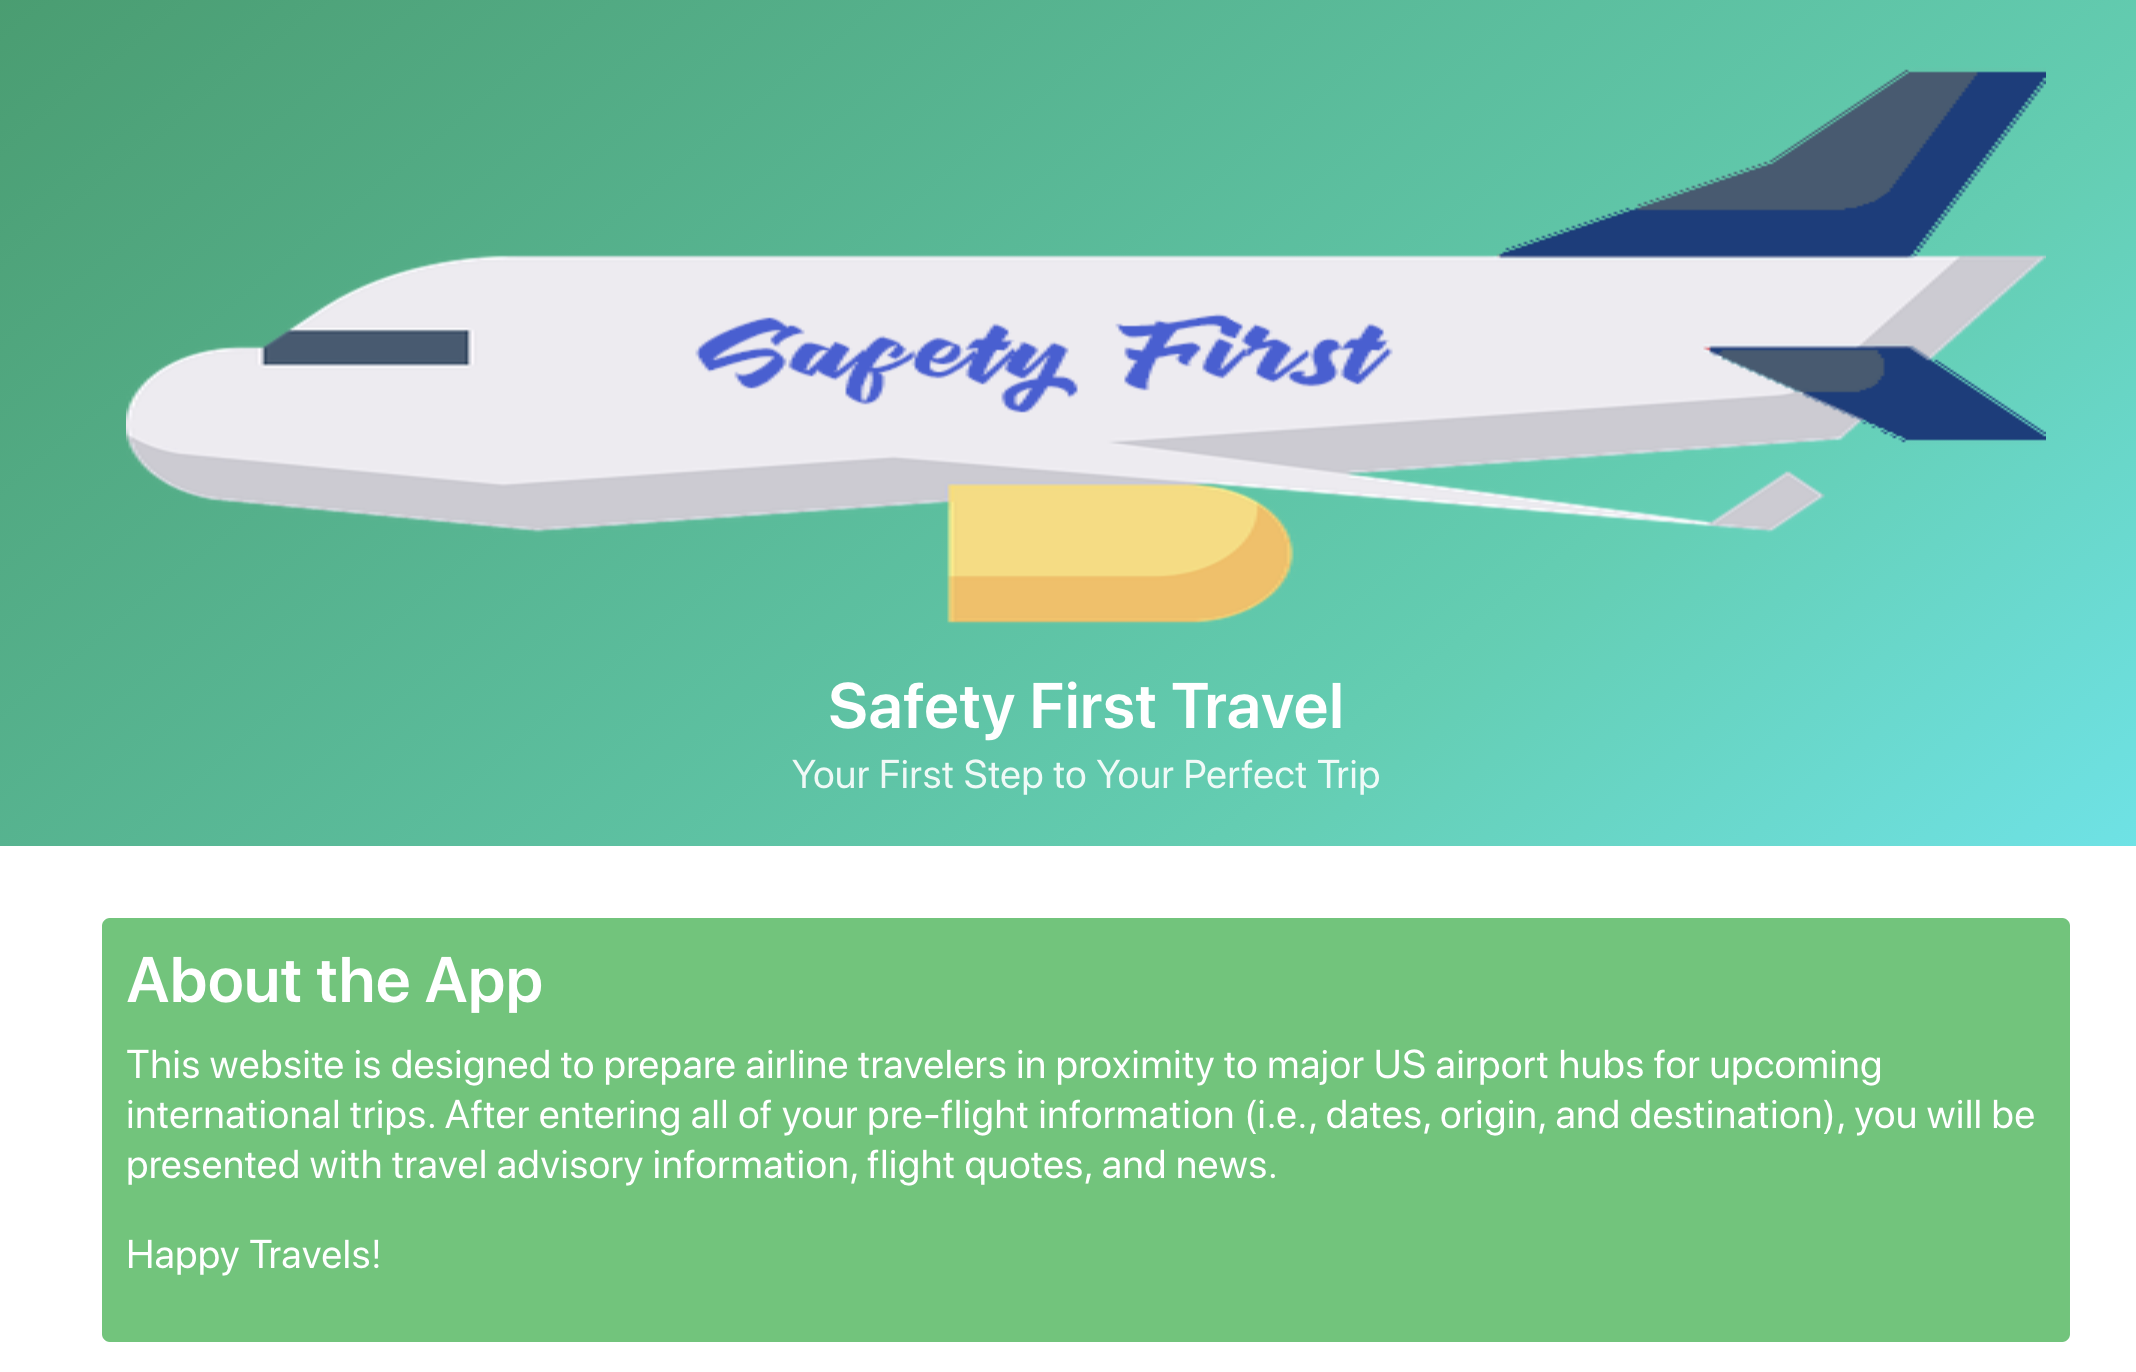 Safety First
Safety First Travel
Your First Step to Your Perfect Trip
About the App
This website is designed to prepare airline travelers in proximity to major US airport hubs for upcoming
international trips. After entering all of your pre-flight information (i.e., dates, origin, and destination), you will be
presented with travel advisory information, flight quotes, and news.
Happy Travels!